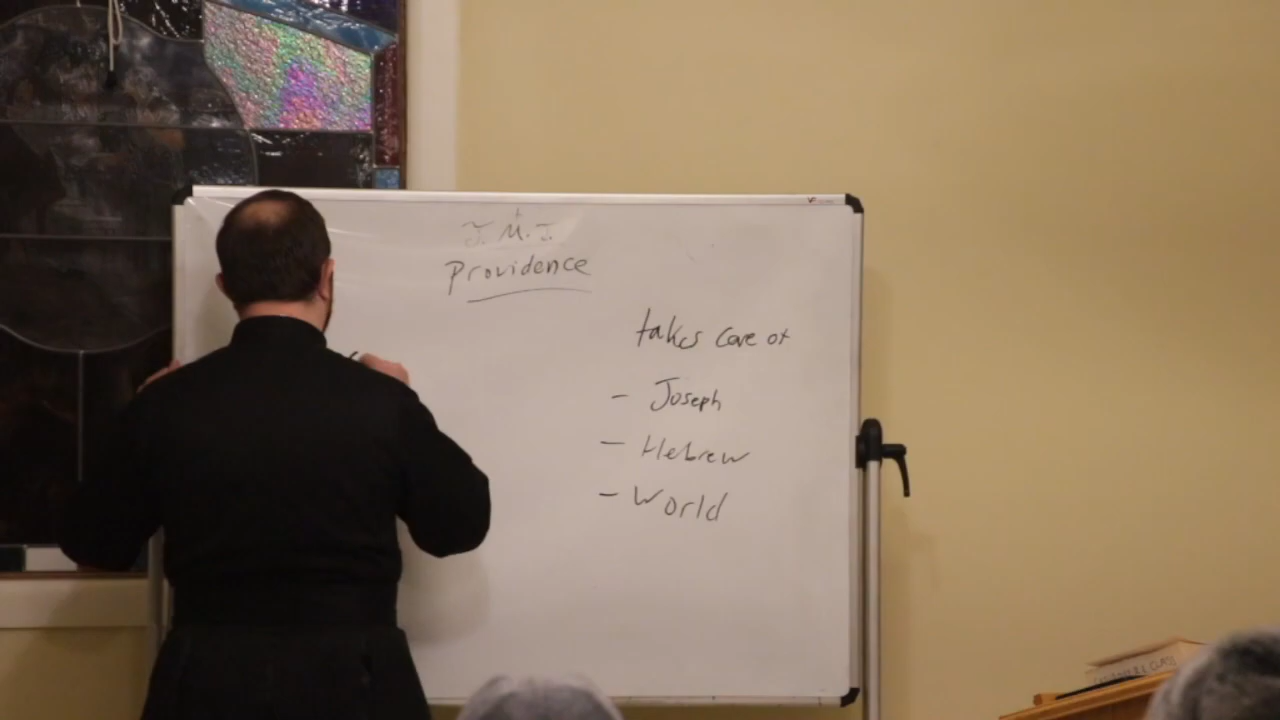 J. M. J.
Providence
takes care of
- Joseph
- Hebrew
- World